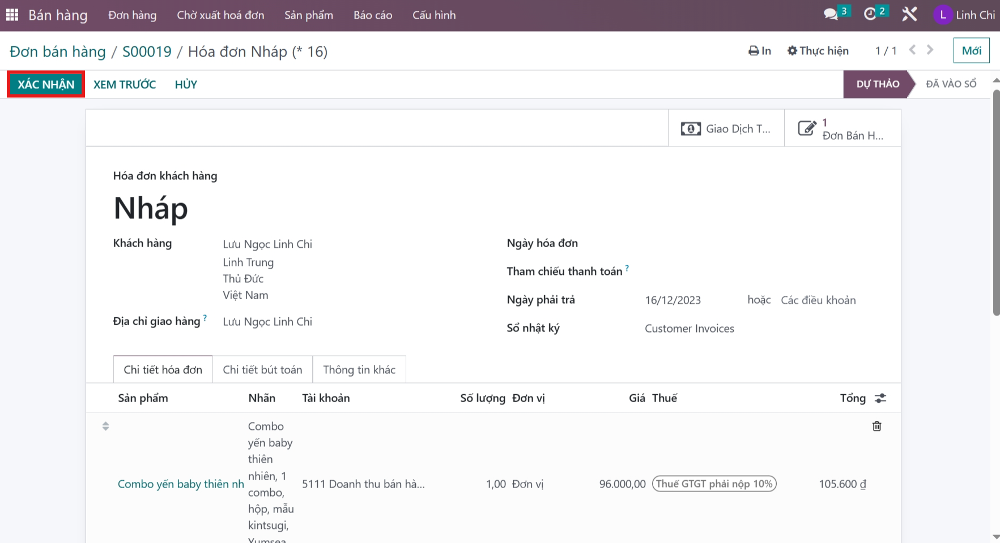 Bán hàng Đơn hàng Chờ xuất hoá đơn Sản phẩm Báo cáo Cấu hình 3 2 L Linh Chi
Đơn bán hàng / S00019 / Hóa đơn Nháp (* 16) In Thực hiện 1 / 1 Mới
XÁC NHẬN XEM TRƯỚC HỦY DỰ THẢO ĐÃ VÀO SỔ
Giao Dịch T... 1
Đơn Bán H...
Hóa đơn khách hàng
Nháp
Khách hàng Lưu Ngọc Linh Chi Ngày hóa đơn
Linh Trung
Tham chiếu thanh toán ?
Thủ Đức
Việt Nam Ngày phải trả 16/12/2023 hoặc Các điều khoản
Địa chỉ giao hàng ? Lưu Ngọc Linh Chi Sổ nhật ký Customer Invoices
Chi tiết hóa đơn Chi tiết bút toán Thông tin khác
Sản phẩm Nhãn Tài khoản Số lượng Đơn vị Giá Thuế Tổng
Combo
yến baby
thiên
nhiên, 1
Combo yến baby thiên nh combo, 5111 Doanh thu bán hà... 1,00 Đơn vị 96.000,00 Thuế GTGT phải nộp 10% 105.600 ₫
hộp, mẫu
kintsugi,
Yumsea